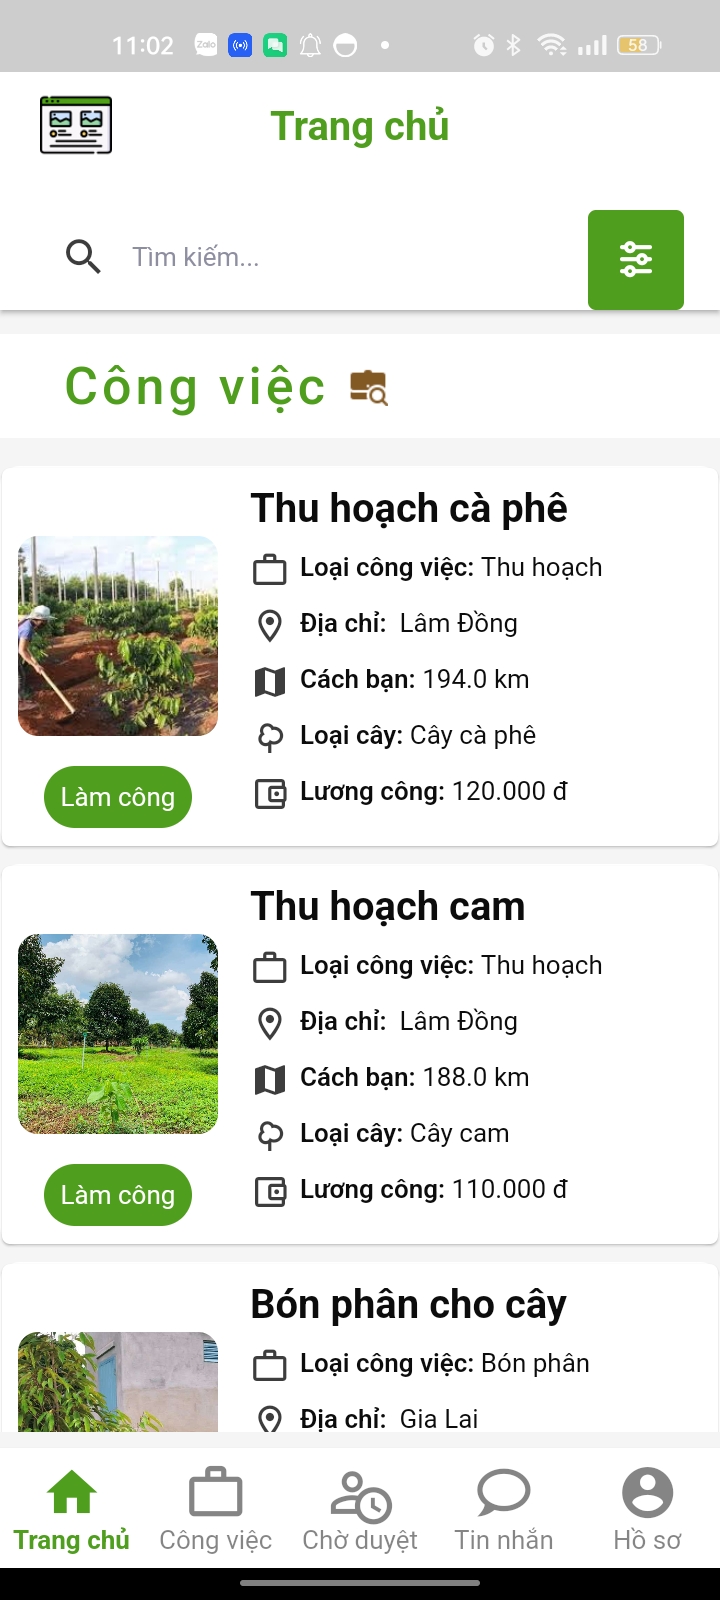 11:02
Zalo
58
Trang chủ
Tìm kiếm...
Công việc
Thu hoạch cà phê
Loại công việc: Thu hoạch
Địa chỉ: Lâm Đồng
Cách bạn: 194.0 km
Loại cây: Cây cà phê
Lương công: 120.000 đ
Làm công
Thu hoạch cam
Loại công việc: Thu hoạch
Địa chỉ: Lâm Đồng
Cách bạn: 188.0 km
Loại cây: Cây cam
Lương công: 110.000 đ
Làm công
Bón phân cho cây
Loại công việc: Bón phân
Địa chỉ: Gia Lai
Trang chủ
Công việc
Chờ duyệt
Tin nhắn
Hồ sơ